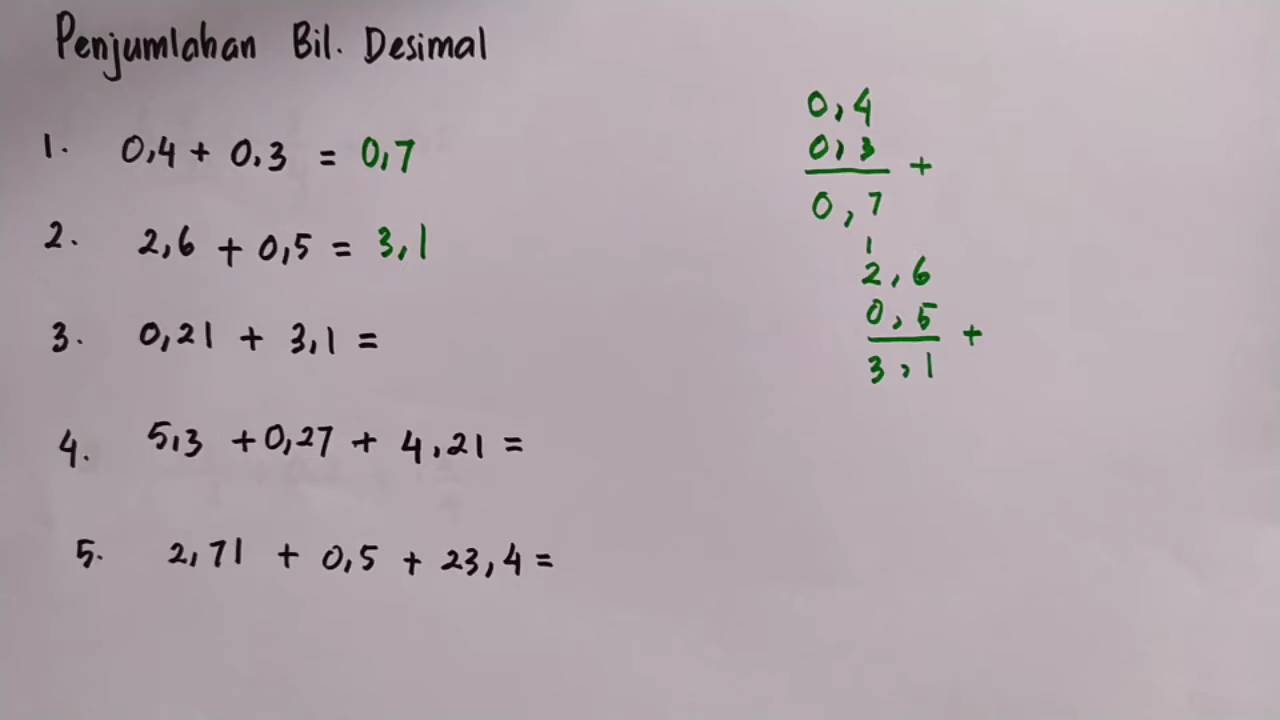 Penjumlahan Bil. Desimal
1. 0,4 + 0,3 = 0,7
2. 2,6 + 0,5 = 3,1
3. 0,21 + 3,1 =
4. 5,3 + 0,27 + 4,21 =
5. 2,71 + 0,5 + 23,4 =
0,4
0,3 +
0,7
1
2,6
0,5 +
3,1